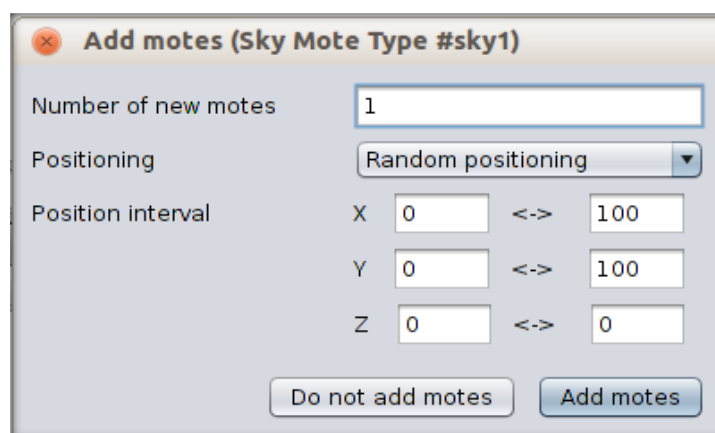 Add motes (Sky Mote Type #sky1)
Number of new motes 1
Positioning Random positioning
Position interval X 0 <-> 100
Y 0 <-> 100
Z 0 <-> 0
Do not add motes Add motes